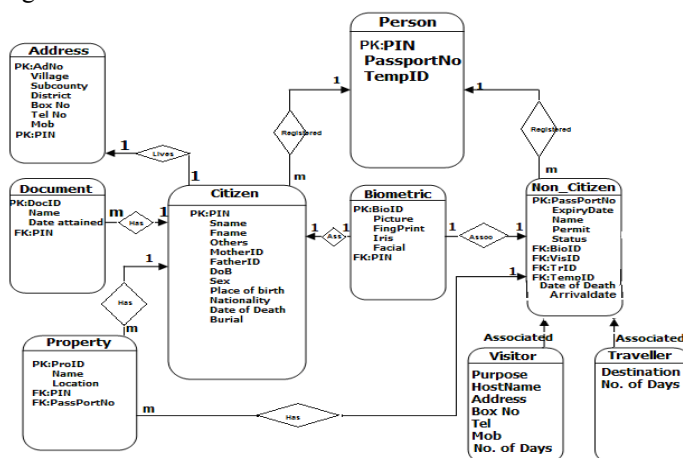 Person
PK:PIN
PassportNo
TempID
Address
PK:AdNo
Village
Subcounty
District
Box No
Tel No
Mob
PK:PIN
1
1
Registered
Registered
m
m
1
Lives
1
Document
PK:DocID
Name
Date attained
FK:PIN
m
Has
1
Citizen
PK:PIN
Sname
Fname
Others
MotherID
FatherID
DoB
Sex
Place of birth
Nationality
Date of Death
Burial
1
Ass
1
Biometric
PK:BioID
Picture
FingPrint
Iris
Facial
FK:PIN
1
Assoc
1
Non_Citizen
PK:PassPortNo
ExpiryDate
Name
Permit
Status
FK:BioID
FK:VisID
FK:TrID
FK:TempID
Date of Death
Arrivaldate
1
Has
m
1
Property
PK:ProID
Name
Location
FK:PIN
FK:PassPortNo
m
Has
Associated
Associated
Visitor
Purpose
HostName
Address
Box No
Tel
Mob
No. of Days
Traveller
Destination
No. of Days